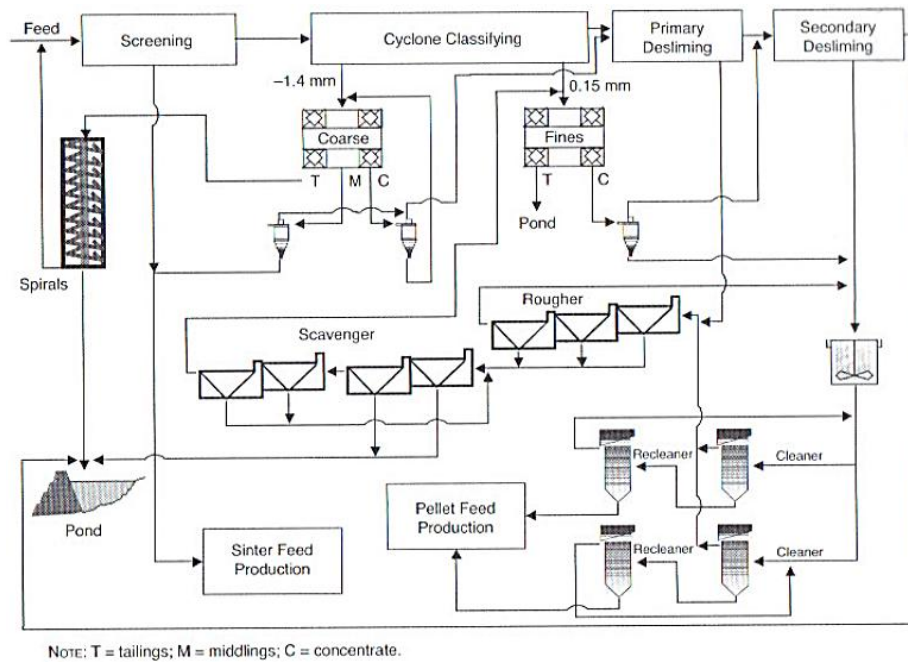 Feed
Screening
Cyclone Classifying
Primary
Desliming
Secondary
Desliming
–1.4 mm
0.15 mm
Coarse
Fines
T M C
T C
Pond
Spirals
Rougher
Scavenger
Recleaner
Cleaner
Pond
Pellet Feed
Production
Sinter Feed
Production
Recleaner
Cleaner
NOTE: T = tailings; M = middlings; C = concentrate.